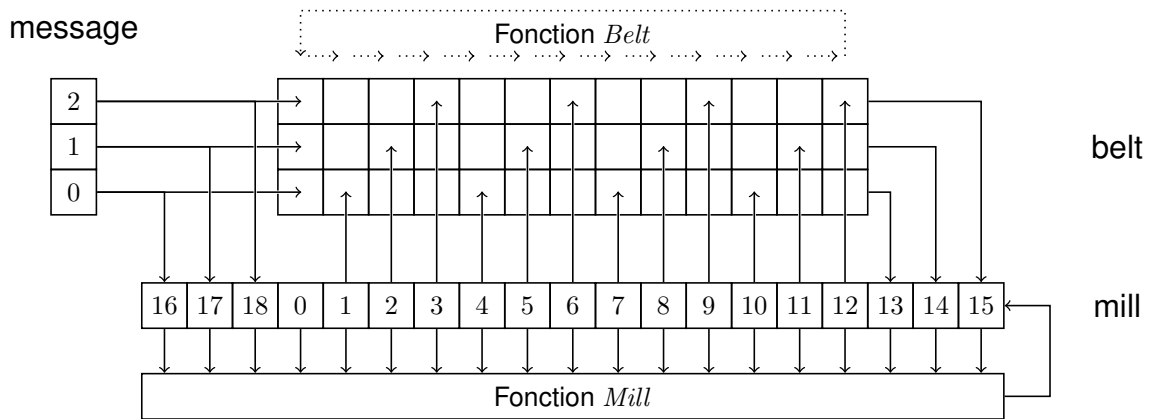 message
Fonction Belt
2
1
belt
0
16 17 18 0 1 2 3 4 5 6 7 8 9 10 11 12 13 14 15
mill
Fonction Mill